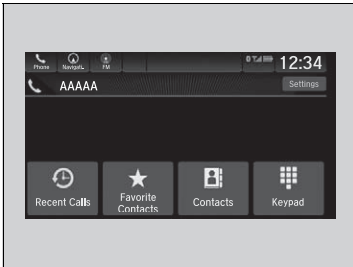 Phone Navigati.. FM 12:34
AAAAA Settings
Recent Calls
Favorite
Contacts
Contacts
Keypad